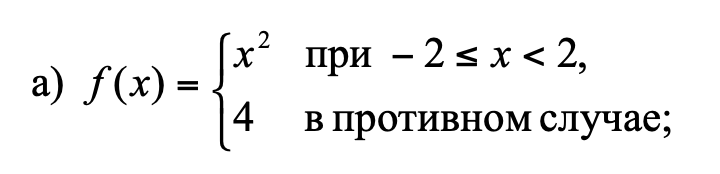 а) f(x) = { x² при – 2 ≤ x < 2,
4 в противном случае;